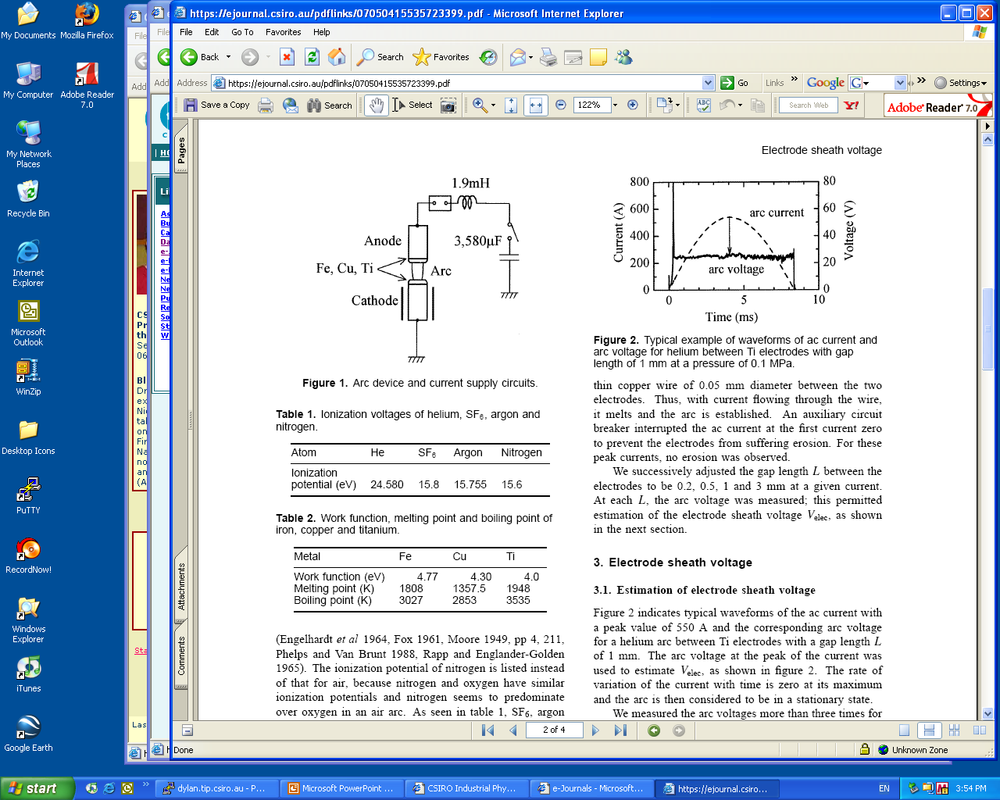 https://ejournal.csiro.au/pdflinks/07050415535723399.pdf - Microsoft Internet Explorer
File Edit Go To Favorites Help
Back Search Favorites
Address https://ejournal.csiro.au/pdflinks/07050415535723399.pdf Go Links » Google G Settings
Save a Copy Search Select 122% Search Web Y! Adobe Reader 7.0
My Documents
Mozilla Firefox
My Computer
Adobe Reader 7.0
My Network Places
Recycle Bin
Internet Explorer
Microsoft Outlook
WinZip
Desktop Icons
PuTTY
RecordNow!
Windows Explorer
iTunes
Google Earth
Pages
Attachments
Comments
Electrode sheath voltage
1.9mH
Anode
3,580μF
Fe, Cu, Ti
Arc
Cathode
Figure 1. Arc device and current supply circuits.
Table 1. Ionization voltages of helium, SF₆, argon and
nitrogen.
Atom He SF₆ Argon Nitrogen
Ionization
potential (eV) 24.580 15.8 15.755 15.6
Table 2. Work function, melting point and boiling point of
iron, copper and titanium.
Metal Fe Cu Ti
Work function (eV) 4.77 4.30 4.0
Melting point (K) 1808 1357.5 1948
Boiling point (K) 3027 2853 3535
(Engelhardt et al 1964, Fox 1961, Moore 1949, pp 4, 211,
Phelps and Van Brunt 1988, Rapp and Englander-Golden
1965). The ionization potential of nitrogen is listed instead
of that for air, because nitrogen and oxygen have similar
ionization potentials and nitrogen seems to predominate
over oxygen in an air arc. As seen in table 1, SF₆, argon
800 80
600 60
400 40
200 20
0 0
Current (A)
Voltage (V)
arc current
arc voltage
0 5 10
Time (ms)
Figure 2. Typical example of waveforms of ac current and
arc voltage for helium between Ti electrodes with gap
length of 1 mm at a pressure of 0.1 MPa.
thin copper wire of 0.05 mm diameter between the two
electrodes. Thus, with current flowing through the wire,
it melts and the arc is established. An auxiliary circuit
breaker interrupted the ac current at the first current zero
to prevent the electrodes from suffering erosion. For these
peak currents, no erosion was observed.
We successively adjusted the gap length L between the
electrodes to be 0.2, 0.5, 1 and 3 mm at a given current.
At each L, the arc voltage was measured; this permitted
estimation of the electrode sheath voltage Velec, as shown
in the next section.
3. Electrode sheath voltage
3.1. Estimation of electrode sheath voltage
Figure 2 indicates typical waveforms of the ac current with
a peak value of 550 A and the corresponding arc voltage
for a helium arc between Ti electrodes with a gap length L
of 1 mm. The arc voltage at the peak of the current was
used to estimate Velec, as shown in figure 2. The rate of
variation of the current with time is zero at its maximum
and the arc is then considered to be in a stationary state.
We measured the arc voltages more than three times for
2 of 4
Done Unknown Zone
start » dylan.tip.csiro.au - P... Microsoft PowerPoint ... CSIRO Industrial Phy... e-Journals - Microsoft... https://ejournal.csiro... EN 3:54 PM